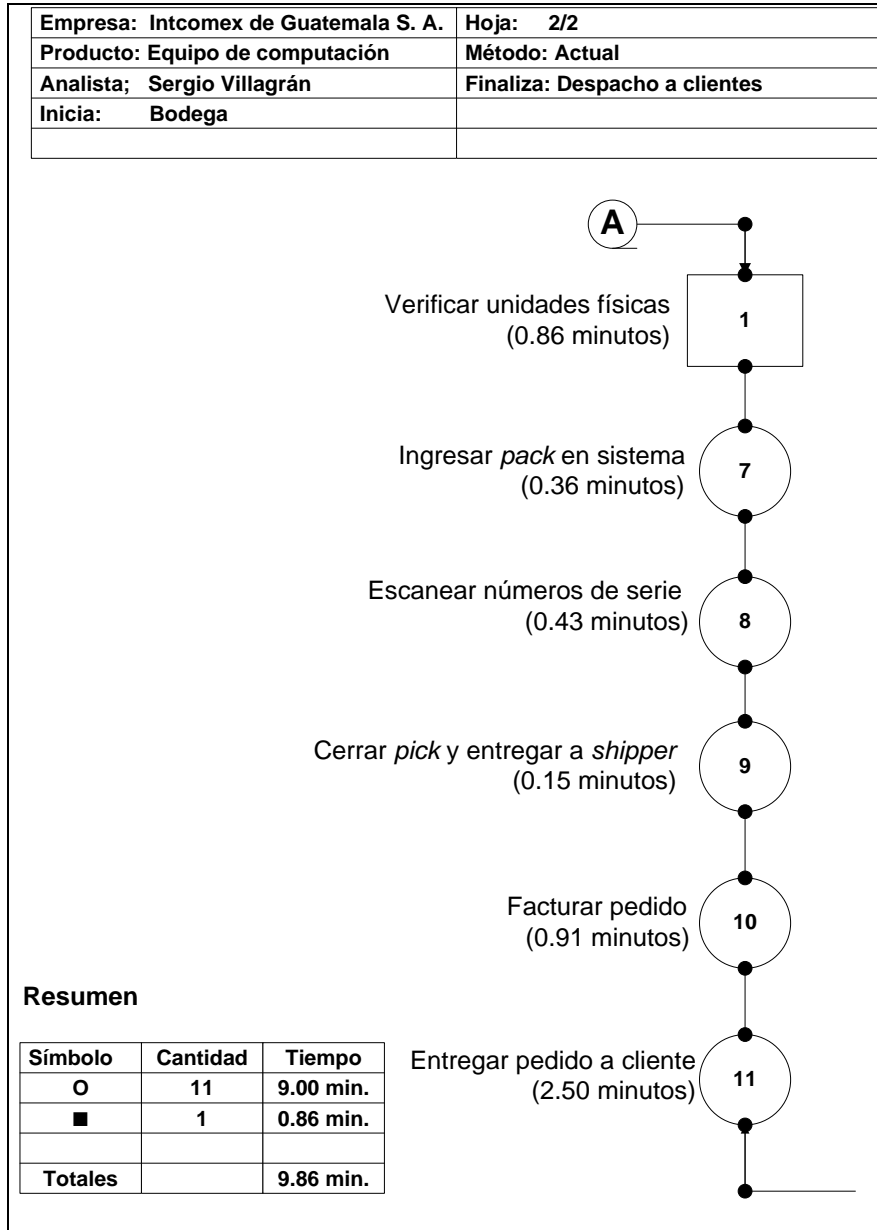 Empresa: Intcomex de Guatemala S. A. Hoja: 2/2
Producto: Equipo de computación Método: Actual
Analista; Sergio Villagrán Finaliza: Despacho a clientes
Inicia: Bodega
A
Verificar unidades físicas
(0.86 minutos)
1
Ingresar pack en sistema
(0.36 minutos)
7
Escanear números de serie
(0.43 minutos)
8
Cerrar pick y entregar a shipper
(0.15 minutos)
9
Facturar pedido
(0.91 minutos)
10
Entregar pedido a cliente
(2.50 minutos)
11
Resumen
Símbolo Cantidad Tiempo
O 11 9.00 min.
■ 1 0.86 min.
Totales 9.86 min.